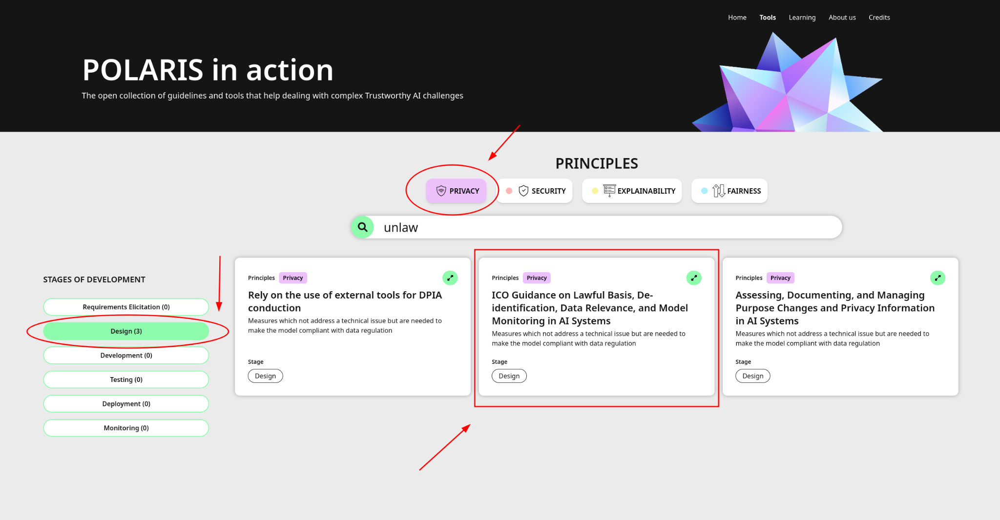 Home Tools Learning About us Credits
POLARIS in action
The open collection of guidelines and tools that help dealing with complex Trustworthy AI challenges
PRINCIPLES
PRIVACY SECURITY EXPLAINABILITY FAIRNESS
unlaw
STAGES OF DEVELOPMENT
Requirements Elicitation (0)
Design (3)
Development (0)
Testing (0)
Deployment (0)
Monitoring (0)
Principles Privacy
Rely on the use of external tools for DPIA
conduction
Measures which not address a technical issue but are needed to
make the model compliant with data regulation
Stage
Design
Principles Privacy
ICO Guidance on Lawful Basis, De-
identification, Data Relevance, and Model
Monitoring in AI Systems
Measures which not address a technical issue but are needed to
make the model compliant with data regulation
Stage
Design
Principles Privacy
Assessing, Documenting, and Managing
Purpose Changes and Privacy Information
in AI Systems
Measures which not address a technical issue but are needed to
make the model compliant with data regulation
Stage
Design